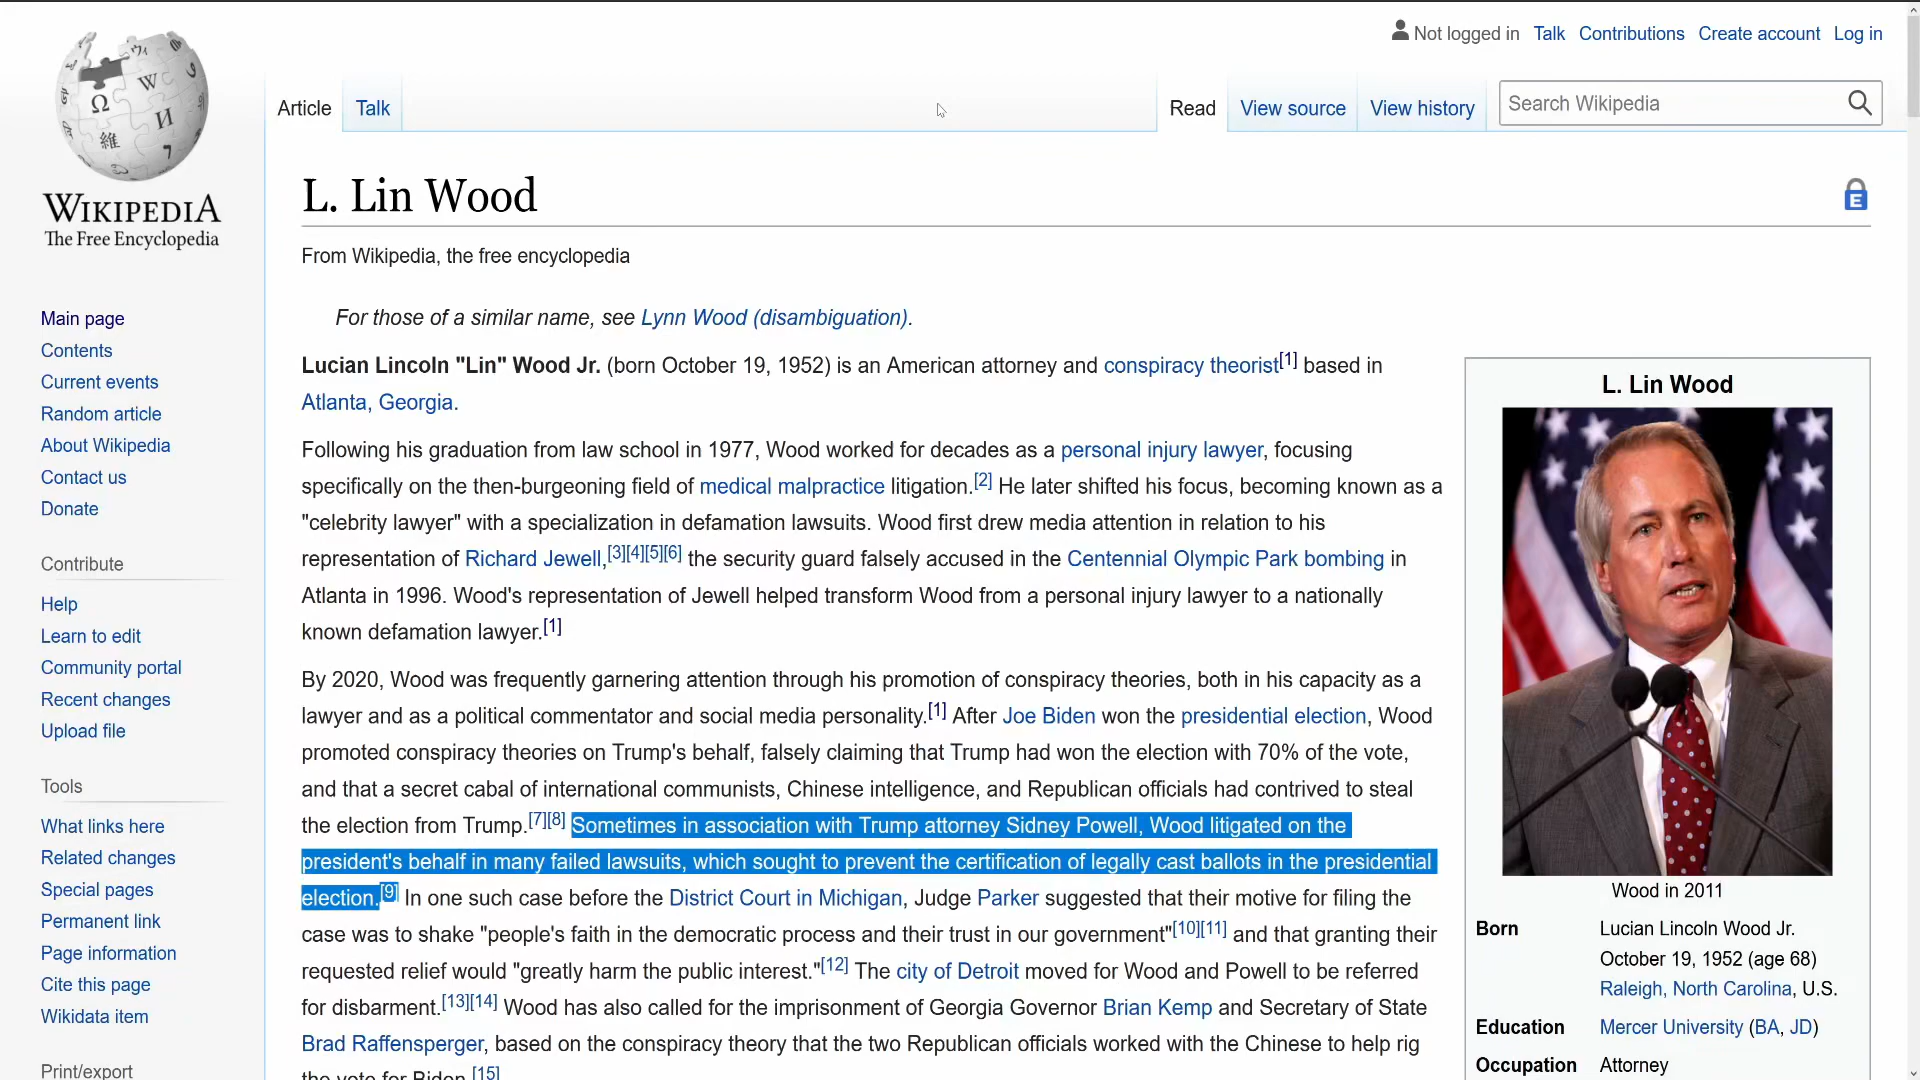 Not logged in Talk Contributions Create account Log in
Article Talk Read View source View history Search Wikipedia
WIKIPEDIA
The Free Encyclopedia
Main page
Contents
Current events
Random article
About Wikipedia
Contact us
Donate
Contribute
Help
Learn to edit
Community portal
Recent changes
Upload file
Tools
What links here
Related changes
Special pages
Permanent link
Page information
Cite this page
Wikidata item
Print/export
L. Lin Wood
E
From Wikipedia, the free encyclopedia
For those of a similar name, see Lynn Wood (disambiguation).
Lucian Lincoln "Lin" Wood Jr. (born October 19, 1952) is an American attorney and conspiracy theorist[1] based in
Atlanta, Georgia.
Following his graduation from law school in 1977, Wood worked for decades as a personal injury lawyer, focusing
specifically on the then-burgeoning field of medical malpractice litigation.[2] He later shifted his focus, becoming known as a
"celebrity lawyer" with a specialization in defamation lawsuits. Wood first drew media attention in relation to his
representation of Richard Jewell,[3][4][5][6] the security guard falsely accused in the Centennial Olympic Park bombing in
Atlanta in 1996. Wood's representation of Jewell helped transform Wood from a personal injury lawyer to a nationally
known defamation lawyer.[1]
By 2020, Wood was frequently garnering attention through his promotion of conspiracy theories, both in his capacity as a
lawyer and as a political commentator and social media personality.[1] After Joe Biden won the presidential election, Wood
promoted conspiracy theories on Trump's behalf, falsely claiming that Trump had won the election with 70% of the vote,
and that a secret cabal of international communists, Chinese intelligence, and Republican officials had contrived to steal
the election from Trump.[7][8] Sometimes in association with Trump attorney Sidney Powell, Wood litigated on the
president's behalf in many failed lawsuits, which sought to prevent the certification of legally cast ballots in the presidential
election.[9] In one such case before the District Court in Michigan, Judge Parker suggested that their motive for filing the
case was to shake "people's faith in the democratic process and their trust in our government"[10][11] and that granting their
requested relief would "greatly harm the public interest."[12] The city of Detroit moved for Wood and Powell to be referred
for disbarment.[13][14] Wood has also called for the imprisonment of Georgia Governor Brian Kemp and Secretary of State
Brad Raffensperger, based on the conspiracy theory that the two Republican officials worked with the Chinese to help rig
the vote for Biden.[15]
L. Lin Wood
Wood in 2011
Born Lucian Lincoln Wood Jr.
October 19, 1952 (age 68)
Raleigh, North Carolina, U.S.
Education Mercer University (BA, JD)
Occupation Attorney